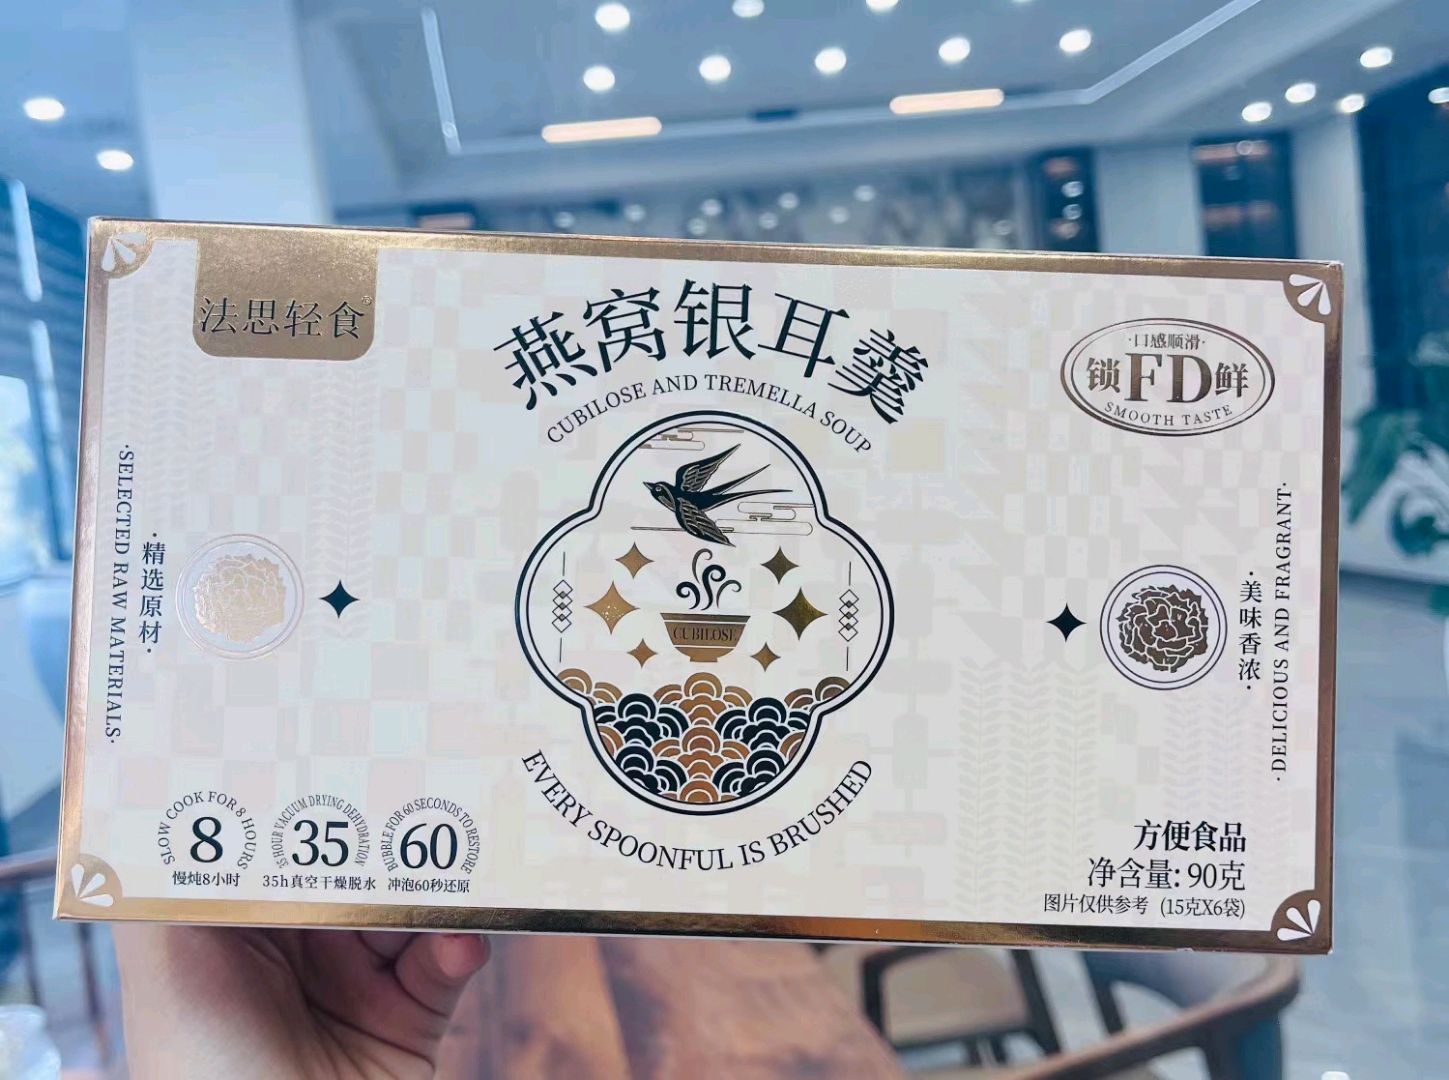 法思轻食®
燕窝银耳羹
CUBILOSE AND TREMELLA SOUP
·口感顺滑·
锁FD鲜
SMOOTH TASTE
·SELECTED RAW MATERIALS·
·精选原材·
CUBILOSE
·美味香浓·
·DELICIOUS AND FRAGRANT·
EVERY SPOONFUL IS BRUSHED
SLOW COOK FOR 8 HOURS
8
慢炖8小时
35 HOUR VACUUM DRYING DEHYDRATION
35
35h真空干燥脱水
BUBBLE FOR 60 SECONDS TO RESTORE
60
冲泡60秒还原
方便食品
净含量: 90克
图片仅供参考 (15克X6袋)